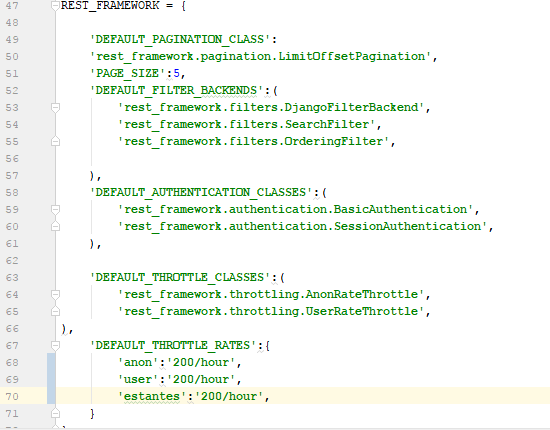 47 REST_FRAMEWORK = {
48
49 'DEFAULT_PAGINATION_CLASS':
50 'rest_framework.pagination.LimitOffsetPagination',
51 'PAGE_SIZE':5,
52 'DEFAULT_FILTER_BACKENDS':(
53 'rest_framework.filters.DjangoFilterBackend',
54 'rest_framework.filters.SearchFilter',
55 'rest_framework.filters.OrderingFilter',
56
57 ),
58 'DEFAULT_AUTHENTICATION_CLASSES':(
59 'rest_framework.authentication.BasicAuthentication',
60 'rest_framework.authentication.SessionAuthentication',
61 ),
62
63 'DEFAULT_THROTTLE_CLASSES':(
64 'rest_framework.throttling.AnonRateThrottle',
65 'rest_framework.throttling.UserRateThrottle',
66 ),
67 'DEFAULT_THROTTLE_RATES':{
68 'anon':'200/hour',
69 'user':'200/hour',
70 'estantes':'200/hour',
71 }